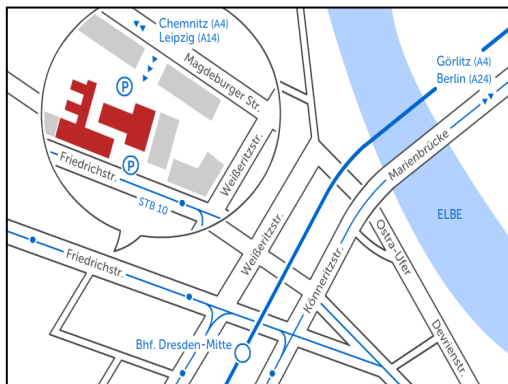 Chemnitz (A4)
Leipzig (A14)
Magdeburger Str.
P
Görlitz (A4)
Berlin (A24)
Marienbrücke
Weißeritzstr.
P
Friedrichstr.
STB 10
ELBE
Weißeritzstr.
Ostra-Ufer
Friedrichstr.
Könneritzstr.
Devrienstr.
Bhf. Dresden-Mitte